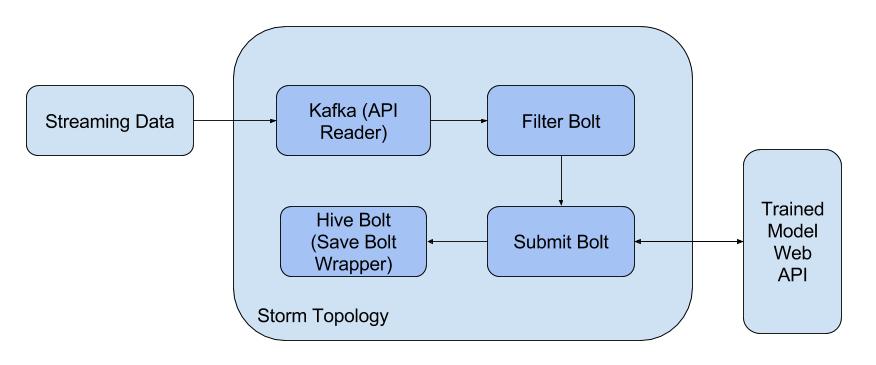 Streaming Data
Kafka (API
Reader)
Filter Bolt
Hive Bolt
(Save Bolt
Wrapper)
Submit Bolt
Trained
Model
Web
API
Storm Topology